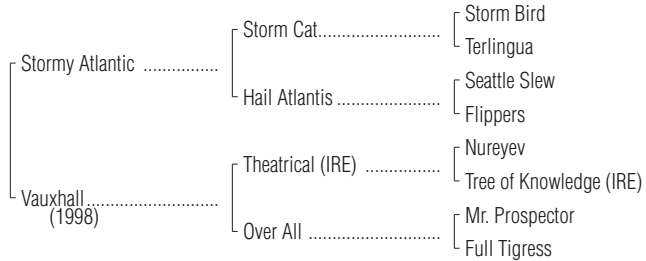 Storm Bird
Storm Cat
Terlingua
Stormy Atlantic
Seattle Slew
Hail Atlantis
Flippers
Nureyev
Theatrical (IRE)
Tree of Knowledge (IRE)
Vauxhall
(1998)
Mr. Prospector
Over All
Full Tigress